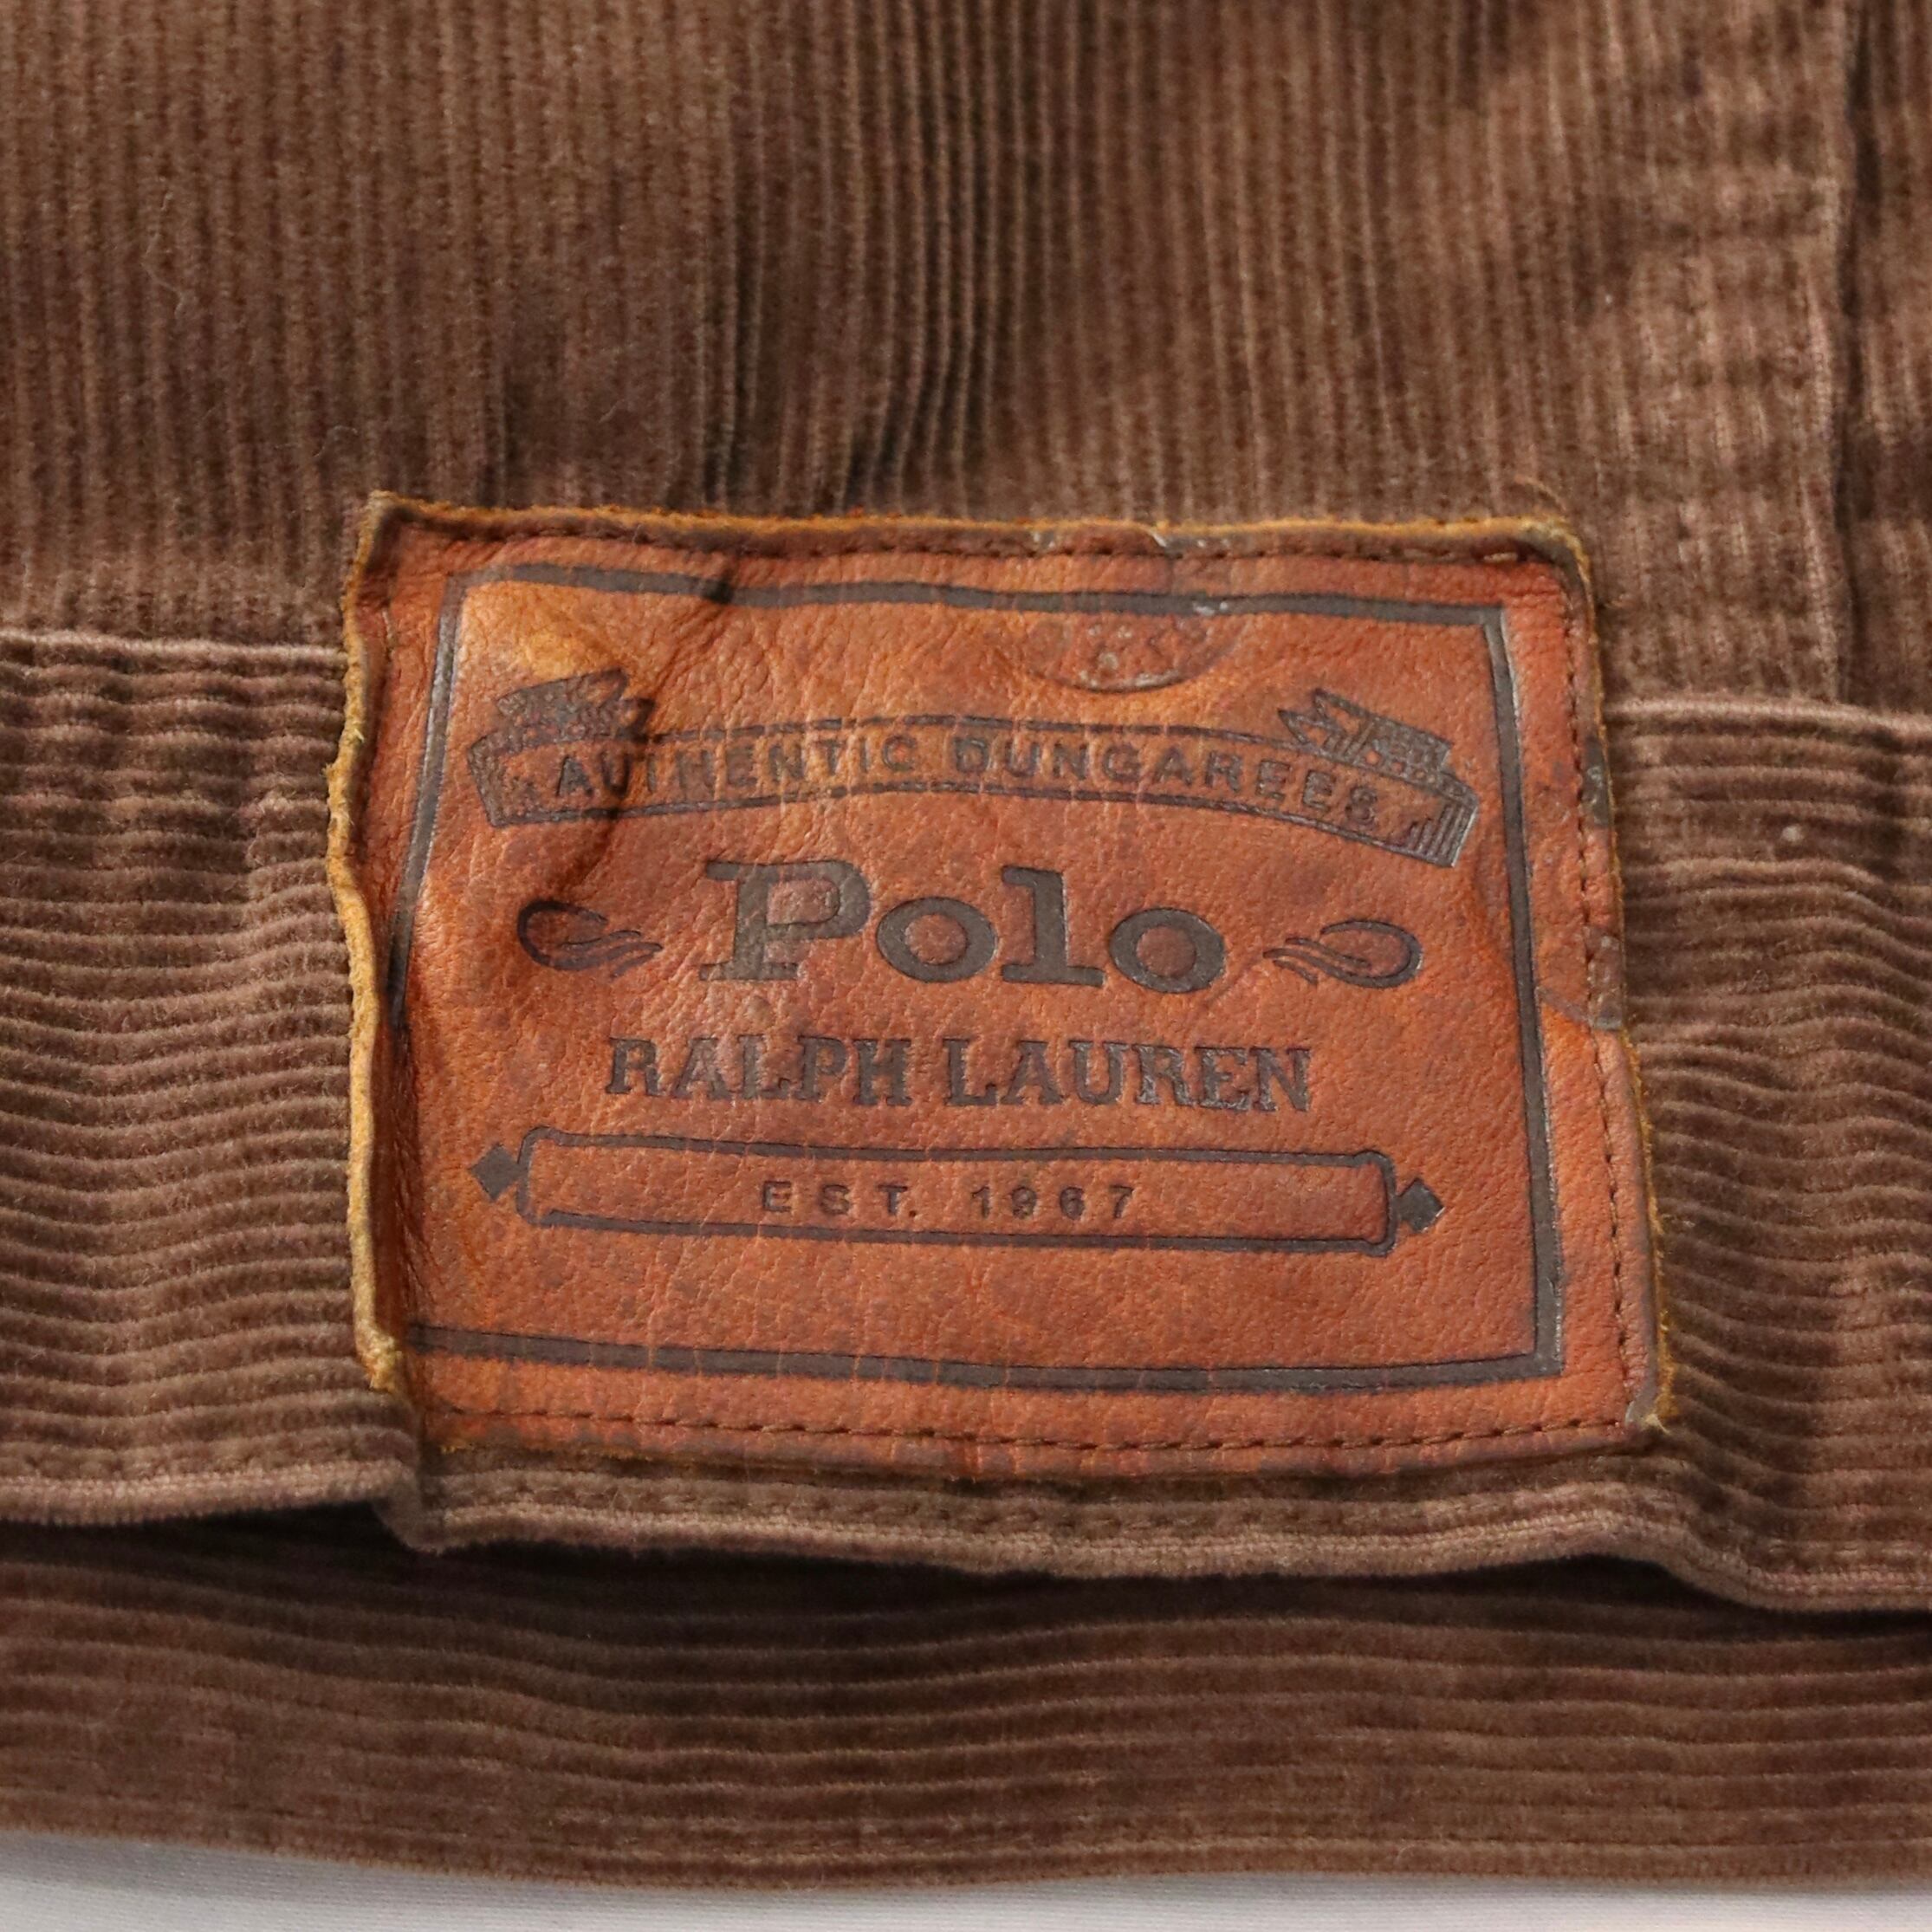 AUTHENTIC DUNGAREES
Polo
RALPH LAUREN
EST. 1967